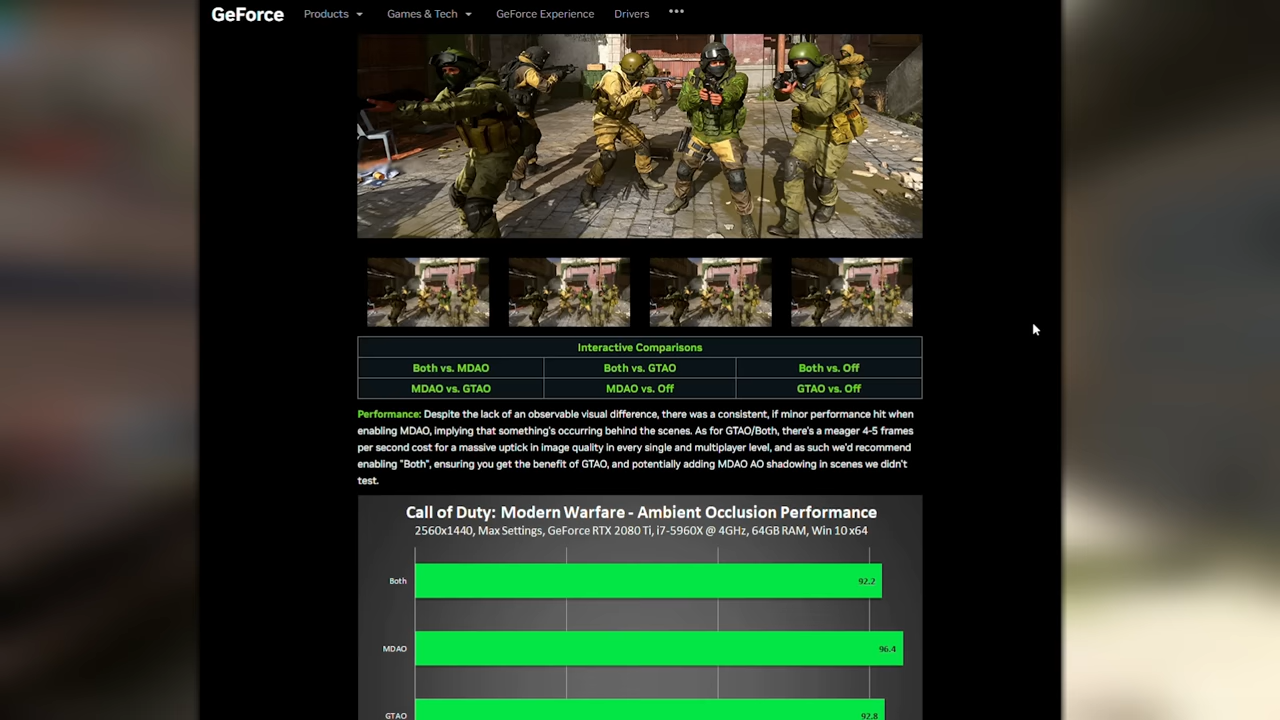 GeForce Products Games & Tech GeForce Experience Drivers •••
Interactive Comparisons
Both vs. MDAO Both vs. GTAO Both vs. Off
MDAO vs. GTAO MDAO vs. Off GTAO vs. Off
Performance: Despite the lack of an observable visual difference, there was a consistent, if minor performance hit when
enabling MDAO, implying that something's occurring behind the scenes. As for GTAO/Both, there's a meager 4-5 frames
per second cost for a massive uptick in image quality in every single and multiplayer level, and as such we'd recommend
enabling "Both", ensuring you get the benefit of GTAO, and potentially adding MDAO AO shadowing in scenes we didn't
test.
Call of Duty: Modern Warfare - Ambient Occlusion Performance
2560x1440, Max Settings, GeForce RTX 2080 Ti, i7-5960X @ 4GHz, 64GB RAM, Win 10 x64
Both 92.2
MDAO 96.4
GTAO 92.8